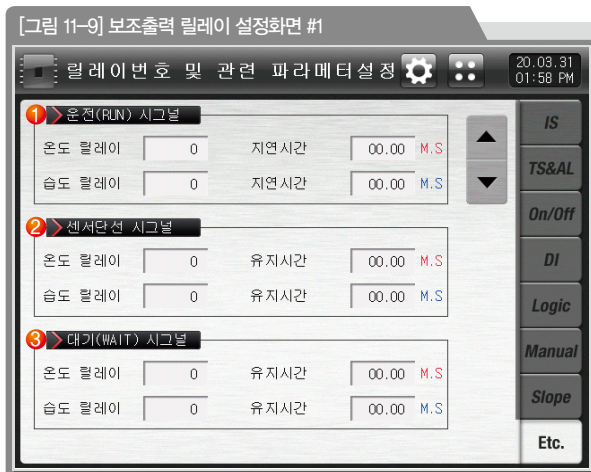 [그림 11-9] 보조출력 릴레이 설정화면 #1
릴레이번호 및 관련 파라메터설정
20.03.31
01:58 PM
1 운전(RUN) 시그널
온도 릴레이 0 지연시간 00.00 M.S
습도 릴레이 0 지연시간 00.00 M.S
2 센서단선 시그널
온도 릴레이 0 유지시간 00.00 M.S
습도 릴레이 0 유지시간 00.00 M.S
3 대기(WAIT) 시그널
온도 릴레이 0 유지시간 00.00 M.S
습도 릴레이 0 유지시간 00.00 M.S
IS
TS&AL
On/Off
DI
Logic
Manual
Slope
Etc.